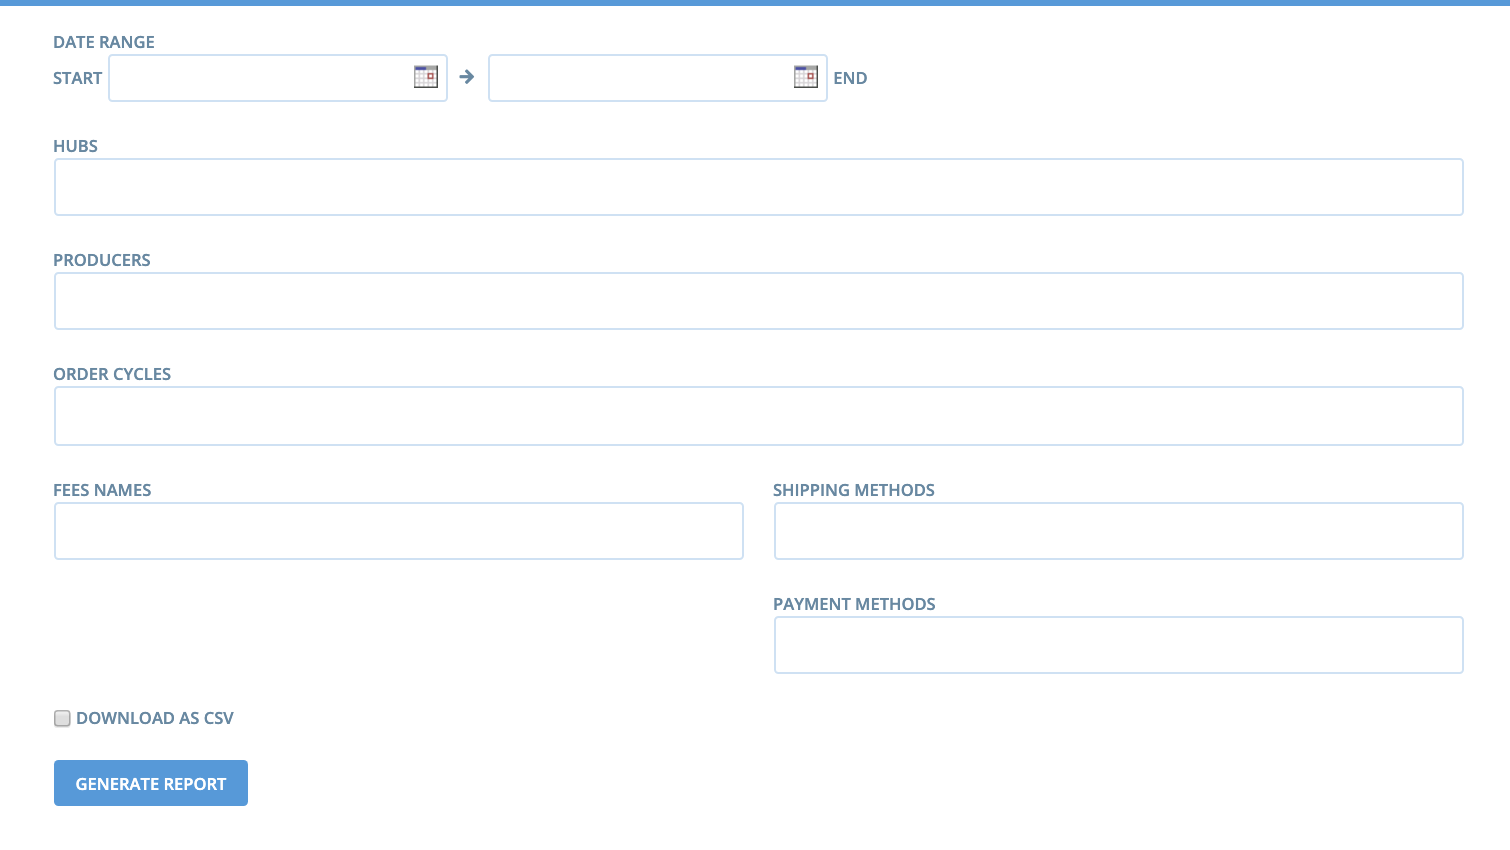 DATE RANGE
START END
HUBS
PRODUCERS
ORDER CYCLES
FEES NAMES
SHIPPING METHODS
PAYMENT METHODS
DOWNLOAD AS CSV
GENERATE REPORT